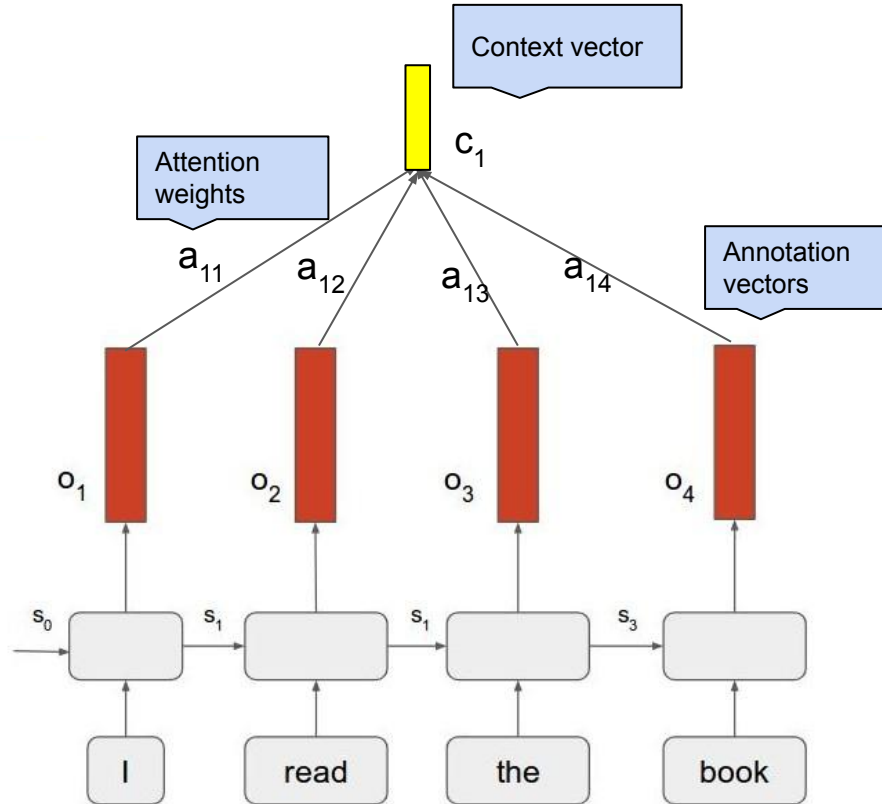 Context vector
c1
Attention
weights
a11
a12
a13
a14
Annotation
vectors
o1
o2
o3
o4
s0
s1
s1
s3
I
read
the
book